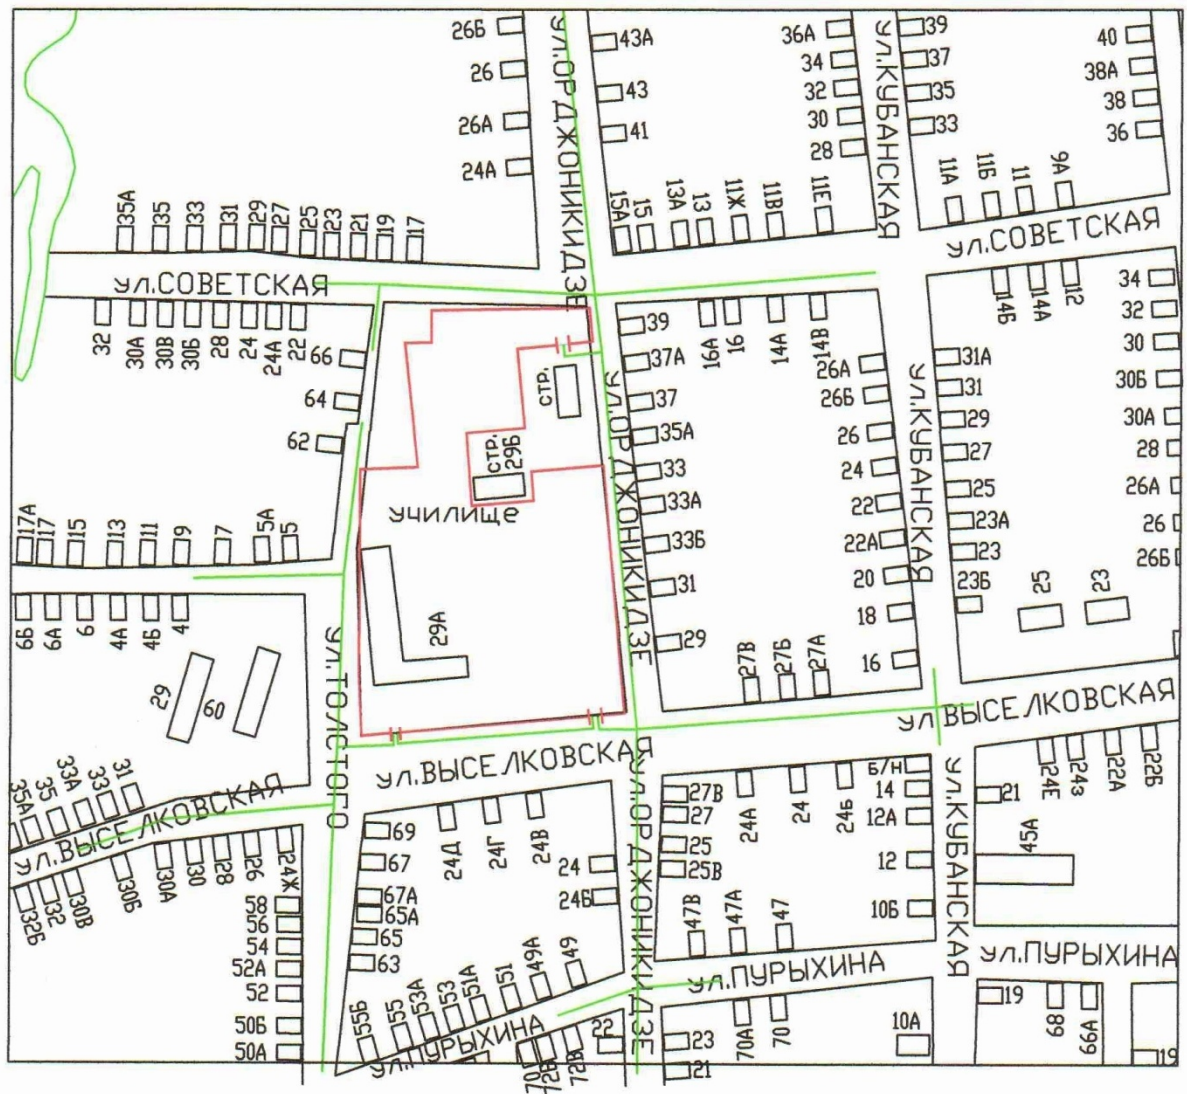 26Б
26
26А
24А
ул.ОРДЖОНИКИДЗЕ
43А
43
41
36А
34
32
30
28
ул.КУБАНСКАЯ
39
37
35
33
40
38А
38
36
35А
35
33
31
29
27
25
23
21
19
17
15А
15
13А
13
11Ж
11В
11Е
11А
11Б
11
9А
ул.СОВЕТСКАЯ
ул.СОВЕТСКАЯ
32
30А
30В
30Б
28
24
24А
22
66
64
62
39
37А
37
35А
33
33А
33Б
31
29
16А
16
14А
14В
26А
26Б
26
24
22
22А
20
18
16
14Б
14А
12
34
32
30
30Б
30А
28
26А
26
26Б
31А
31
29
27
25
23А
23
23Б
25
23
ул.КУБАНСКАЯ
ул.ОРДЖОНИКИДЗЕ
стр.
стр.
29Б
училище
29А
17А
17
15
13
11
9
7
5А
5
6Б
6А
6
4А
4Б
4
29
60
ул.ТОЛСТОГО
27В
27Б
27А
ул.ВЫСЕЛКОВСКАЯ
ул.ВЫСЕЛКОВСКАЯ
ул.ВЫСЕЛКОВСКАЯ
35А
35
33А
33
31
32Б
32
30В
30Б
30А
30
28
26
24Ж
58
56
54
52А
52
50Б
50А
69
67
67А
65А
65
63
24Д
24Г
24В
24
24Б
55Б
55
53А
53
51А
51
49А
49
ул.ПУРЫХИНА
70
72Б
72В
22
ул.ОРДЖОНИКИДЗЕ
27В
27
25
25В
24А
24
24Б
Б/Н
14
12А
12
10Б
47В
47А
47
ул.ПУРЫХИНА
23
21
70А
70
10А
ул.КУБАНСКАЯ
21
45А
24Е
24З
22А
22Б
ул.ПУРЫХИНА
19
68
66А
19